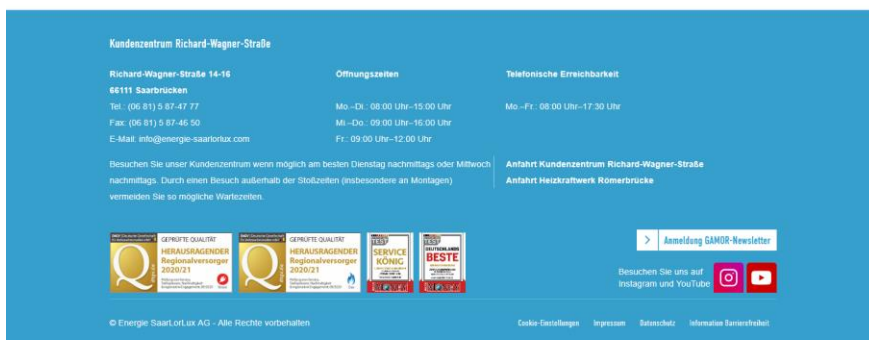 Kundenzentrum Richard-Wagner-Straße
Richard-Wagner-Straße 14-16
66111 Saarbrücken
Tel.: (06 81) 5 87-47 77
Fax: (06 81) 5 87-46 50
E-Mail: info@energie-saarlorlux.com
Öffnungszeiten
Mo.–Di.: 08:00 Uhr–15:00 Uhr
Mi.–Do.: 09:00 Uhr–16:00 Uhr
Fr.: 09:00 Uhr–12:00 Uhr
Telefonische Erreichbarkeit
Mo.–Fr.: 08:00 Uhr–17:30 Uhr
Besuchen Sie unser Kundenzentrum wenn möglich am besten Dienstag nachmittags oder Mittwoch
nachmittags. Durch einen Besuch außerhalb der Stoßzeiten (insbesondere an Montagen)
vermeiden Sie so mögliche Wartezeiten.
Anfahrt Kundenzentrum Richard-Wagner-Straße
Anfahrt Heizkraftwerk Römerbrücke
GEPRÜFTE QUALITÄT
HERAUSRAGENDER
Regionalversorger
2020/21
GEPRÜFTE QUALITÄT
HERAUSRAGENDER
Regionalversorger
2020/21
TEST
SERVICE
KÖNIG
TEST
DEUTSCHLANDS
BESTE
Anmeldung GAMOR-Newsletter
Besuchen Sie uns auf
Instagram und YouTube
© Energie SaarLorLux AG - Alle Rechte vorbehalten
Cookie-Einstellungen Impressum Datenschutz Information Barrierefreiheit